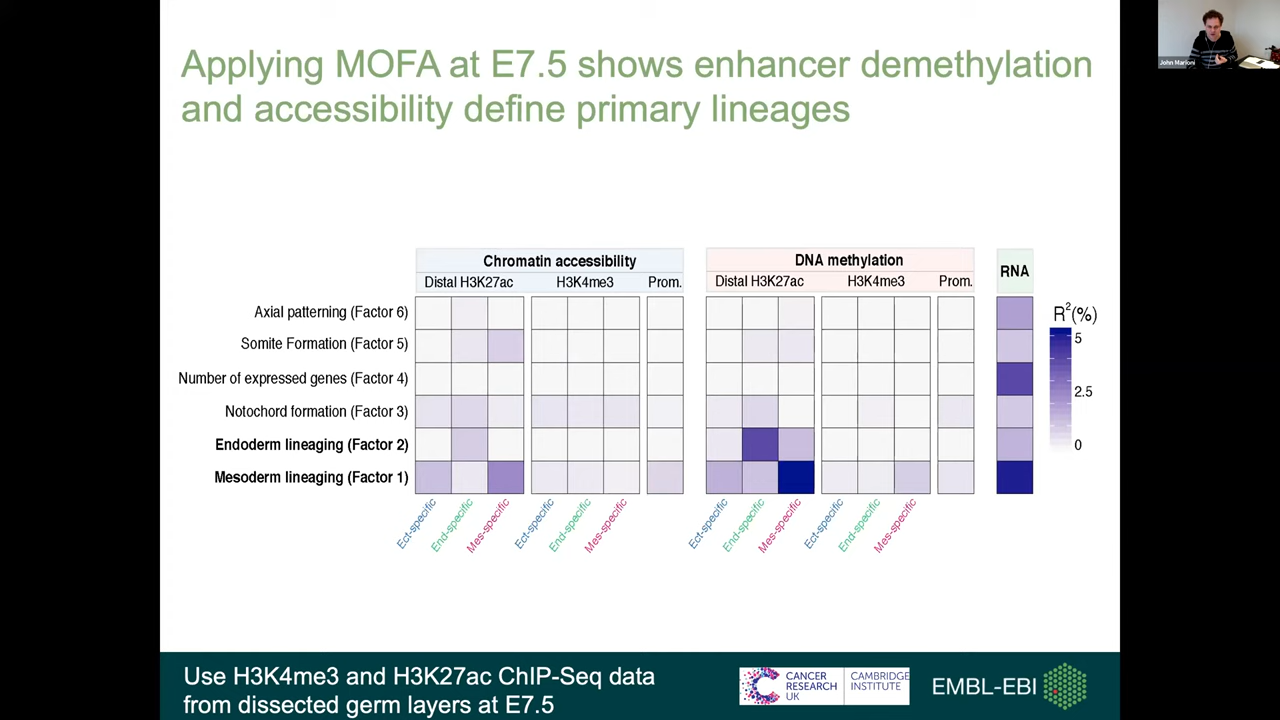 Applying MOFA at E7.5 shows enhancer demethylation
and accessibility define primary lineages
John Marioni
Chromatin accessibility
Distal H3K27ac H3K4me3 Prom.
DNA methylation
Distal H3K27ac H3K4me3 Prom.
RNA
Axial patterning (Factor 6)
Somite Formation (Factor 5)
Number of expressed genes (Factor 4)
Notochord formation (Factor 3)
Endoderm lineaging (Factor 2)
Mesoderm lineaging (Factor 1)
Ect-specific End-specific Mes-specific Ect-specific End-specific Mes-specific
Ect-specific End-specific Mes-specific Ect-specific End-specific Mes-specific
R²(%)
5
2.5
0
Use H3K4me3 and H3K27ac ChIP-Seq data
from dissected germ layers at E7.5
CANCER
RESEARCH
UK
CAMBRIDGE
INSTITUTE
EMBL-EBI